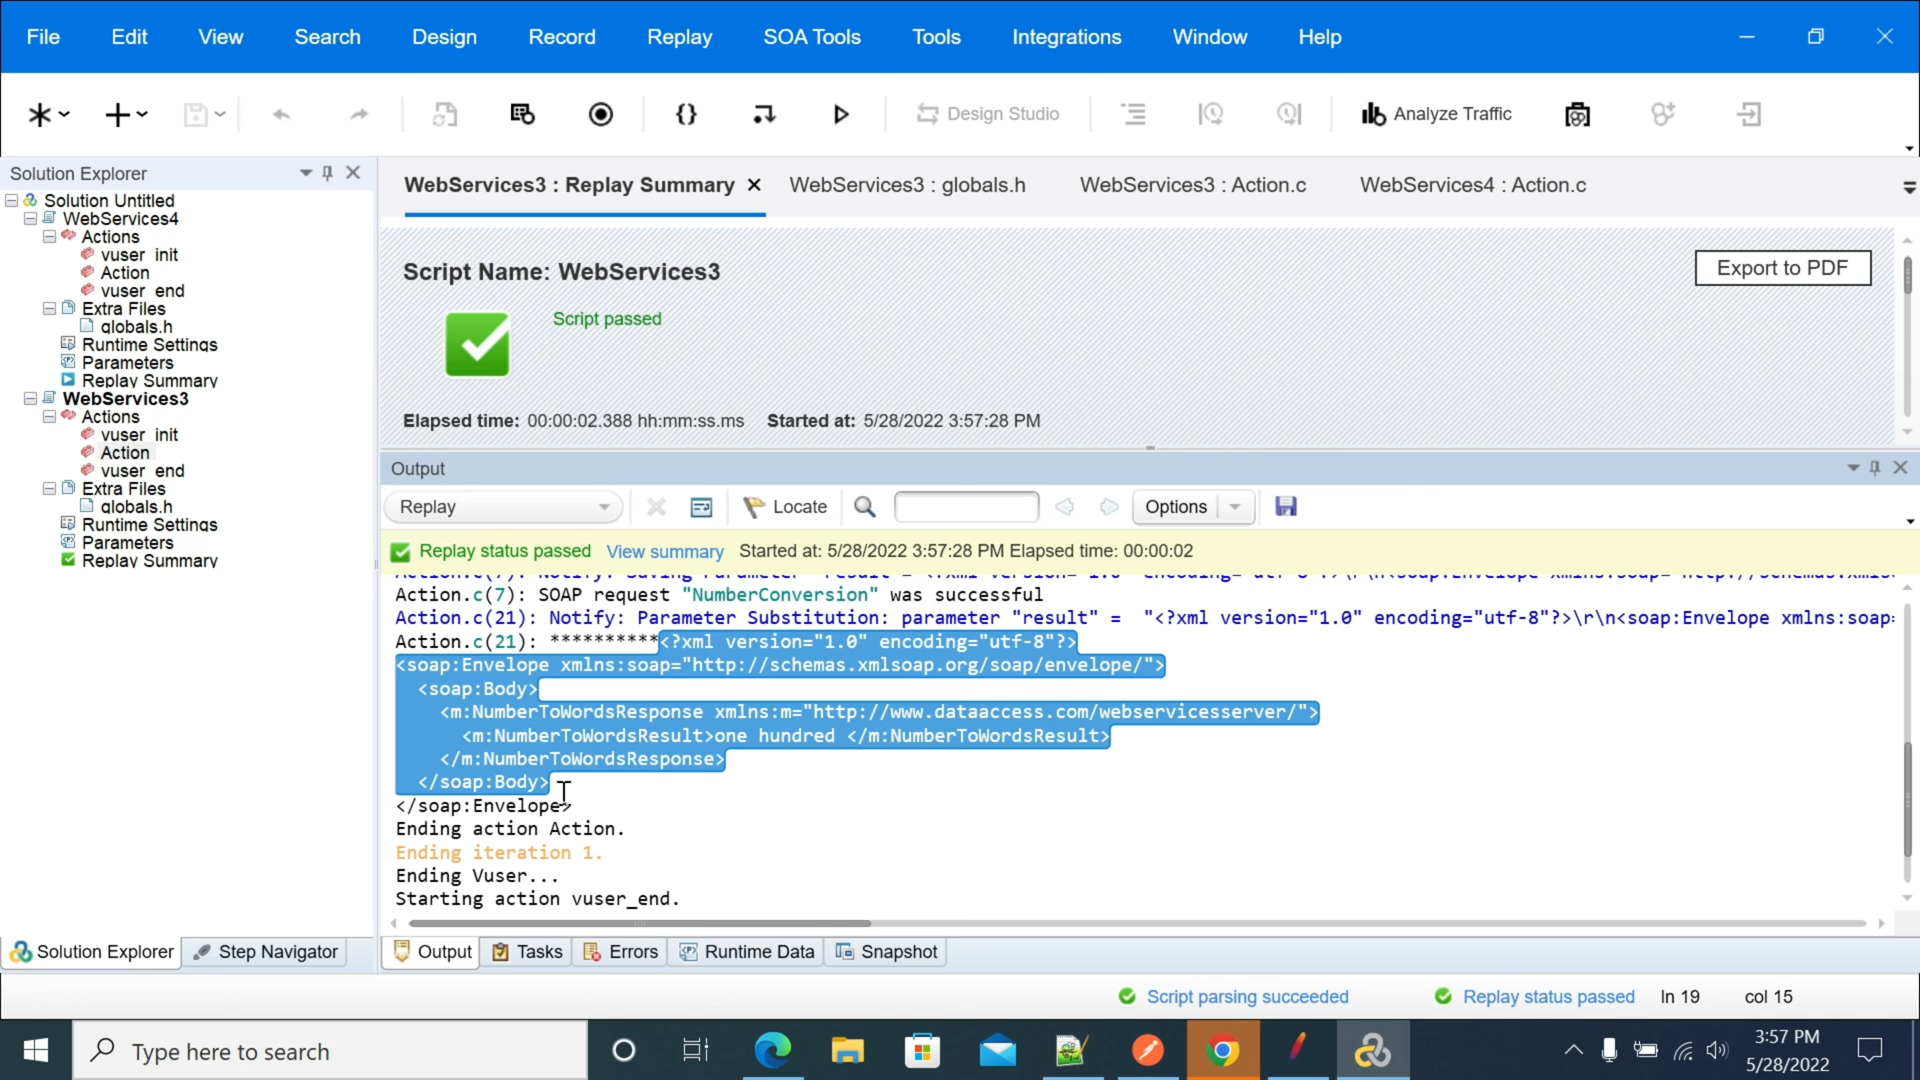 File Edit View Search Design Record Replay SOA Tools Tools Integrations Window Help
Design Studio Analyze Traffic
Solution Explorer
Solution Untitled
WebServices4
Actions
vuser_init
Action
vuser_end
Extra Files
globals.h
Runtime Settings
Parameters
Replay Summary
WebServices3
Actions
vuser_init
Action
vuser_end
Extra Files
globals.h
Runtime Settings
Parameters
Replay Summary
Solution Explorer Step Navigator
WebServices3 : Replay Summary WebServices3 : globals.h WebServices3 : Action.c WebServices4 : Action.c
Script Name: WebServices3
Export to PDF
Script passed
Elapsed time: 00:00:02.388 hh:mm:ss.ms Started at: 5/28/2022 3:57:28 PM
Output
Replay Locate Options
Replay status passed View summary Started at: 5/28/2022 3:57:28 PM Elapsed time: 00:00:02
Action.c(7): SOAP request "NumberConversion" was successful
Action.c(21): Notify: Parameter Substitution: parameter "result" = "<?xml version="1.0" encoding="utf-8"?>\r\n<soap:Envelope xmlns:soap=
Action.c(21): **********<?xml version="1.0" encoding="utf-8"?>
<soap:Envelope xmlns:soap="http://schemas.xmlsoap.org/soap/envelope/">
<soap:Body>
<m:NumberToWordsResponse xmlns:m="http://www.dataaccess.com/webservicesserver/">
<m:NumberToWordsResult>one hundred </m:NumberToWordsResult>
</m:NumberToWordsResponse>
</soap:Body>
</soap:Envelope>
Ending action Action.
Ending iteration 1.
Ending Vuser...
Starting action vuser_end.
Output Tasks Errors Runtime Data Snapshot
Script parsing succeeded Replay status passed ln 19 col 15
Type here to search
3:57 PM
5/28/2022